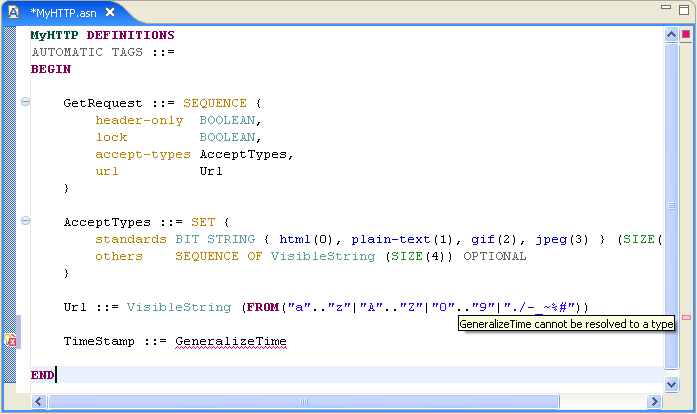 *MyHTTP.asn
MyHTTP DEFINITIONS
AUTOMATIC TAGS ::=
BEGIN
GetRequest ::= SEQUENCE {
header-only BOOLEAN,
lock BOOLEAN,
accept-types AcceptTypes,
url Url
}
AcceptTypes ::= SET {
standards BIT STRING { html(0), plain-text(1), gif(2), jpeg(3) } (SIZE(
others SEQUENCE OF VisibleString (SIZE(4)) OPTIONAL
}
Url ::= VisibleString (FROM("a".."z"|"A".."Z"|"0".."9"|"./-_~%#"))
GeneralizeTime cannot be resolved to a type
TimeStamp ::= GeneralizeTime
END